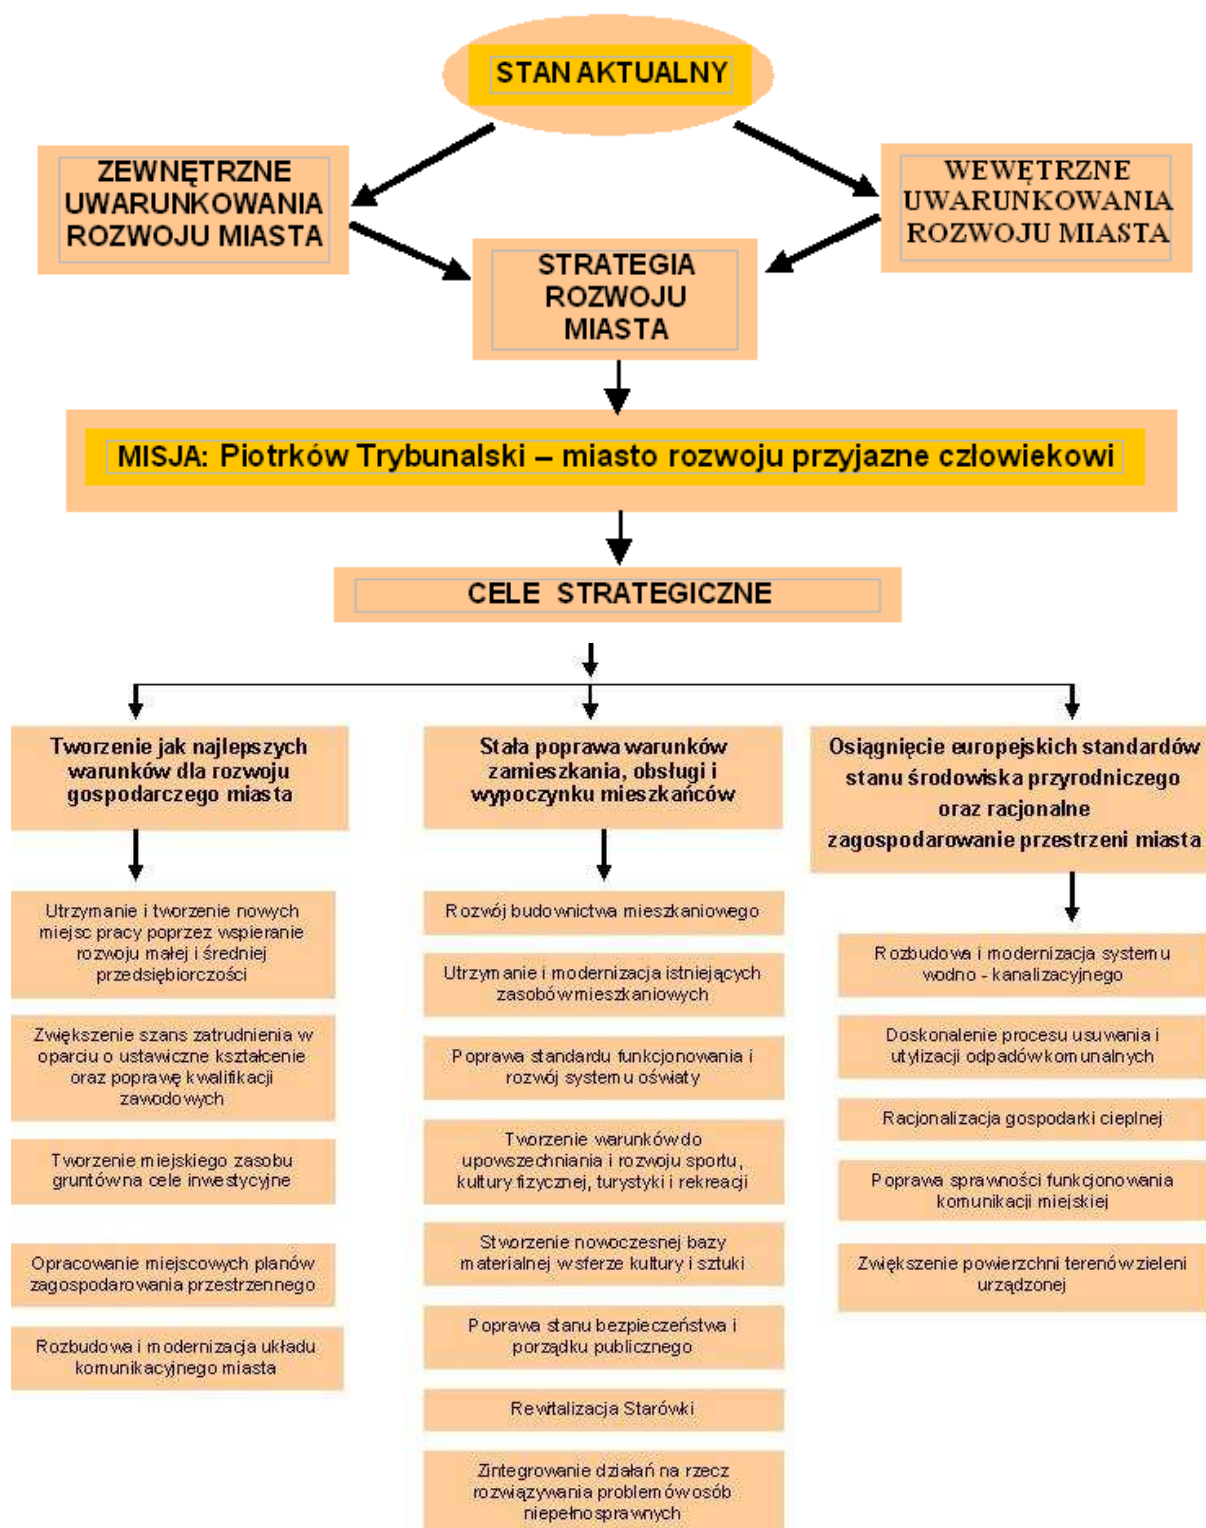 STAN AKTUALNY
ZEWNĘTRZNE
UWARUNKOWANIA
ROZWOJU MIASTA
WEWĘTRZNE
UWARUNKOWANIA
ROZWOJU MIASTA
STRATEGIA
ROZWOJU
MIASTA
MISJA: Piotrków Trybunalski – miasto rozwoju przyjazne człowiekowi
CELE STRATEGICZNE
Tworzenie jak najlepszych
warunków dla rozwoju
gospodarczego miasta
Utrzymanie i tworzenie nowych
miejsc pracy poprzez wspieranie
rozwoju małej i średniej
przedsiębiorczości
Zwiększenie szans zatrudnienia w
oparciu o ustawiczne kształcenie
oraz poprawę kwalifikacji
zawodowych
Tworzenie miejskiego zasobu
gruntów na cele inwestycyjne
Opracowanie miejscowych planów
zagospodarowania przestrzennego
Rozbudowa i modernizacja układu
komunikacyjnego miasta
Stała poprawa warunków
zamieszkania, obsługi i
wypoczynku mieszkańców
Rozwój budownictwa mieszkaniowego
Utrzymanie i modernizacja istniejących
zasobów mieszkaniowych
Poprawa standardu funkcjonowania i
rozwój systemu oświaty
Tworzenie warunków do
upowszechniania i rozwoju sportu,
kultury fizycznej, turystyki i rekreacji
Stworzenie nowoczesnej bazy
materialnej w sferze kultury i sztuki
Poprawa stanu bezpieczeństwa i
porządku publicznego
Rewitalizacja Starówki
Zintegrowanie działań na rzecz
rozwiązywania problemów osób
niepełnosprawnych
Osiągnięcie europejskich standardów
stanu środowiska przyrodniczego
oraz racjonalne
zagospodarowanie przestrzeni miasta
Rozbudowa i modernizacja systemu
wodno - kanalizacyjnego
Doskonalenie procesu usuwania i
utylizacji odpadów komunalnych
Racjonalizacja gospodarki cieplnej
Poprawa sprawności funkcjonowania
komunikacji miejskiej
Zwiększenie powierzchni terenów zieleni
urządzonej